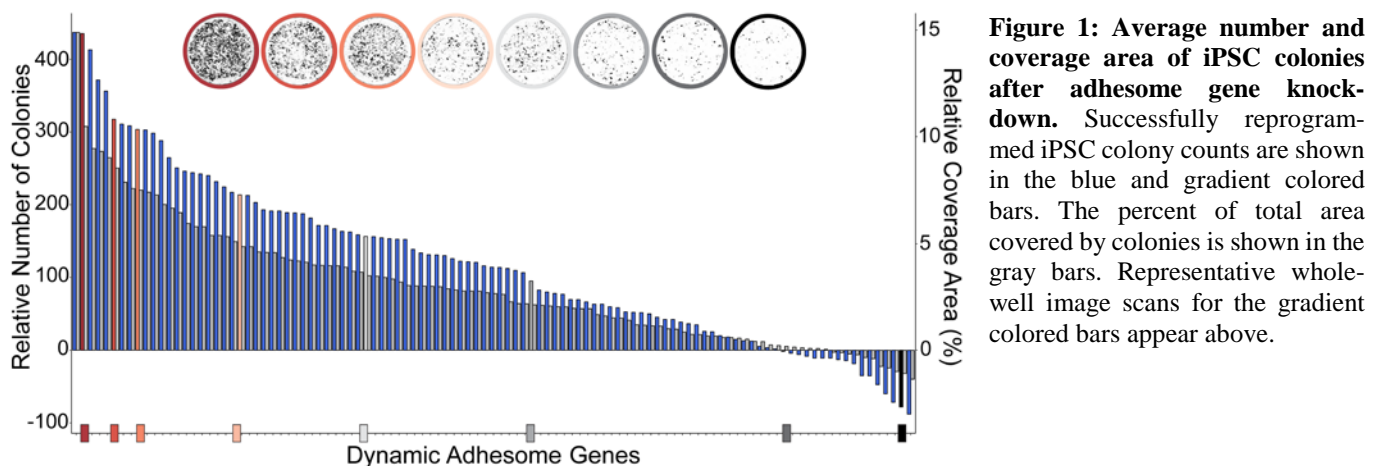 Relative Number of Colonies
400
300
200
100
0
-100
15
10
5
0
Relative Coverage Area (%)
Dynamic Adhesome Genes
Figure 1: Average number and
coverage area of iPSC colonies
after adhesome gene knock-
down. Successfully reprogram-
med iPSC colony counts are shown
in the blue and gradient colored
bars. The percent of total area
covered by colonies is shown in the
gray bars. Representative whole-
well image scans for the gradient
colored bars appear above.